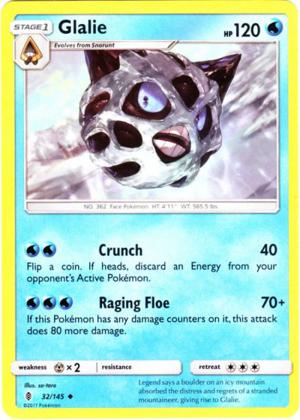 STAGE 1 Glalie HP 120
Evolves from Snorunt
NO. 362 Face Pokémon HT: 4'11" WT: 565.5 lbs.
Crunch 40
Flip a coin. If heads, discard an Energy from your
opponent's Active Pokémon.
Raging Floe 70+
If this Pokémon has any damage counters on it, this attack
does 80 more damage.
weakness ×2 resistance retreat
Illus. sa-tero
32/145
©2017 Pokémon
Legend says a boulder on an icy mountain
absorbed the distress and regrets of a stranded
mountaineer, giving rise to Glalie.